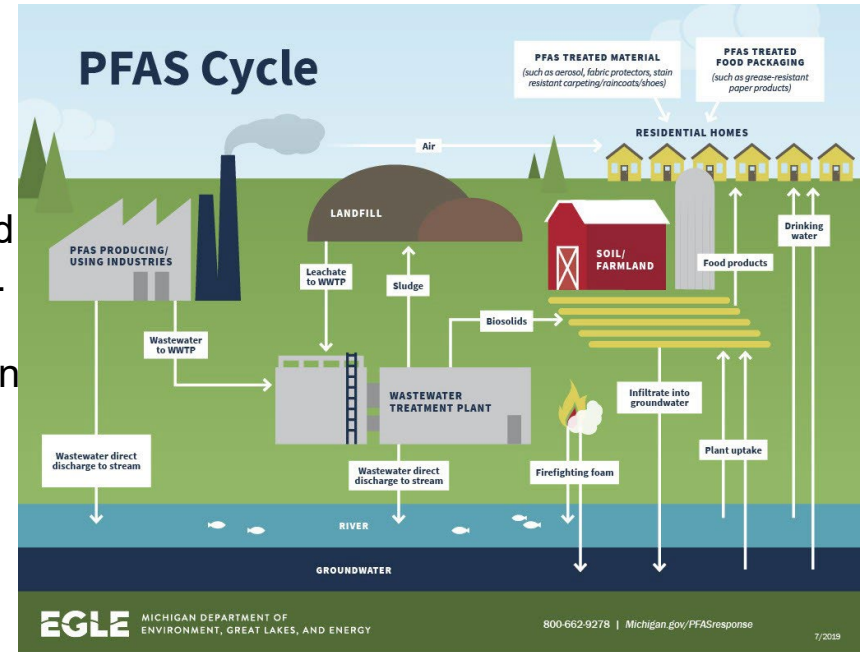 PFAS Cycle
PFAS TREATED MATERIAL
(such as aerosol, fabric protectors, stain
resistant carpeting/raincoats/shoes)
PFAS TREATED
FOOD PACKAGING
(such as grease-resistant
paper products)
RESIDENTIAL HOMES
Air
LANDFILL
d
PFAS PRODUCING/
USING INDUSTRIES
SOIL/
FARMLAND
Drinking
water
Food products
.
Leachate
to WWTP
Sludge
Biosolids
Wastewater
to WWTP
n
WASTEWATER
TREATMENT PLANT
Infiltrate into
groundwater
Wastewater direct
discharge to stream
Wastewater direct
discharge to stream
Firefighting foam
Plant uptake
RIVER
GROUNDWATER
EGLE
MICHIGAN DEPARTMENT OF
ENVIRONMENT, GREAT LAKES, AND ENERGY
800-662-9278 | Michigan.gov/PFASresponse
7/2019